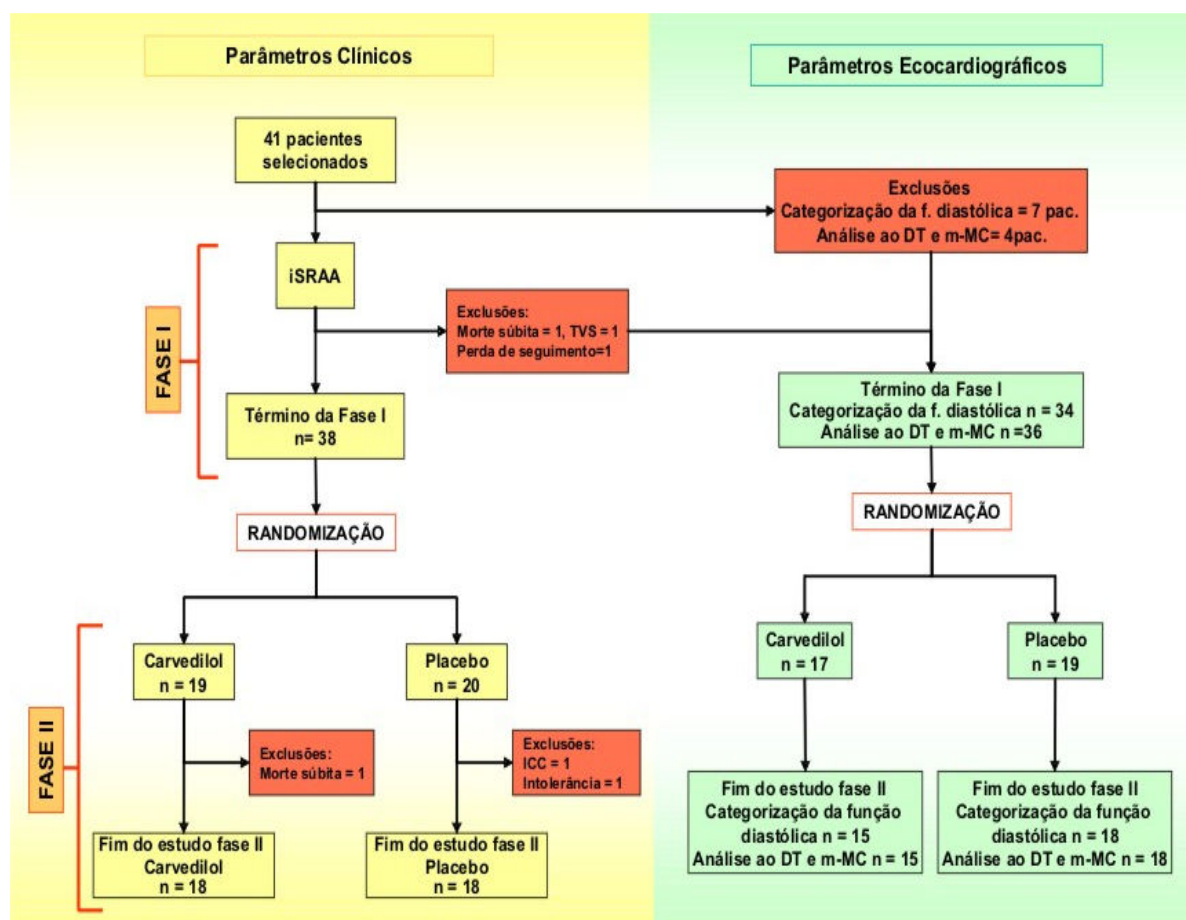 Parâmetros Clínicos
Parâmetros Ecocardiográficos
41 pacientes
selecionados
Exclusões
Categorização da f. diastólica = 7 pac.
Análise ao DT e m-MC= 4pac.
FASE I
iSRAA
Exclusões:
Morte súbita = 1, TVS = 1
Perda de seguimento=1
Término da Fase I
n= 38
Término da Fase I
Categorização da f. diastólica n = 34
Análise ao DT e m-MC n =36
RANDOMIZAÇÃO
RANDOMIZAÇÃO
FASE II
Carvedilol
n = 19
Placebo
n = 20
Carvedilol
n = 17
Placebo
n = 19
Exclusões:
Morte súbita = 1
Exclusões:
ICC = 1
Intolerância = 1
Fim do estudo fase II
Carvedilol
n = 18
Fim do estudo fase II
Placebo
n = 18
Fim do estudo fase II
Categorização da função
diastólica n = 15
Análise ao DT e m-MC n = 15
Fim do estudo fase II
Categorização da função
diastólica n = 18
Análise ao DT e m-MC n = 18